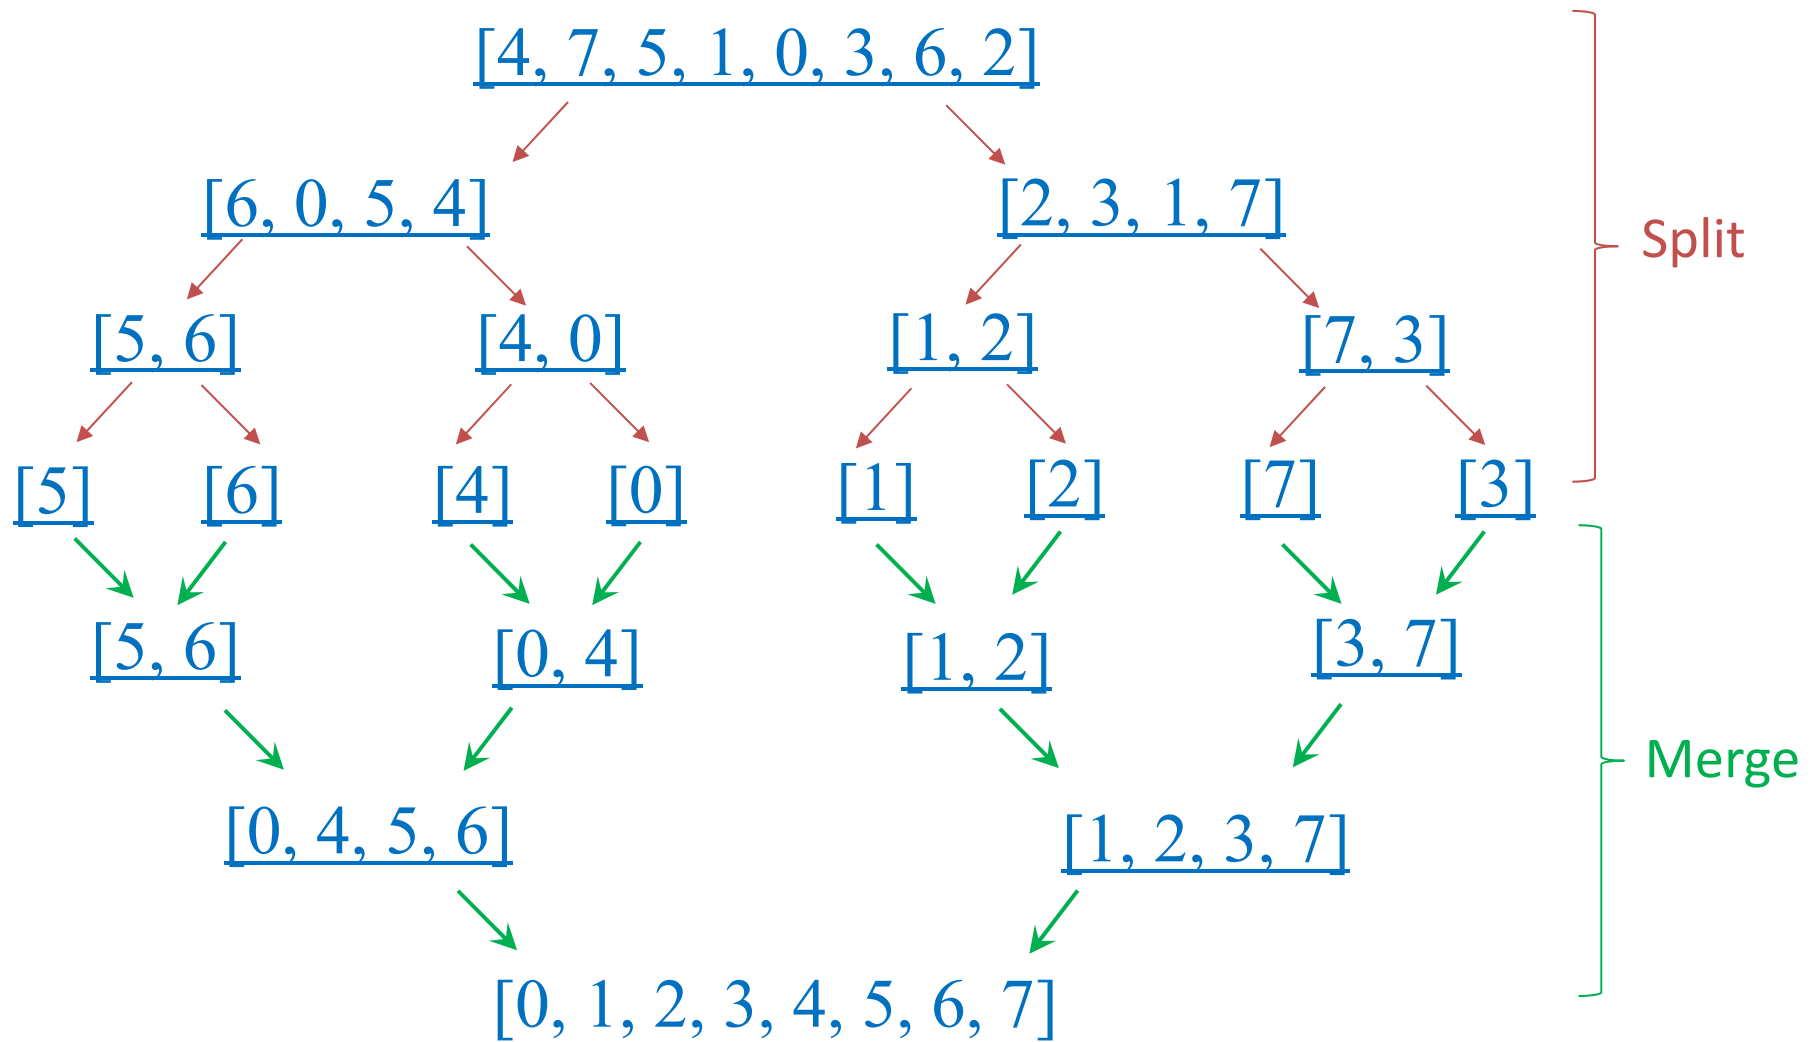 [4, 7, 5, 1, 0, 3, 6, 2]
[6, 0, 5, 4]
[2, 3, 1, 7]
Split
[5, 6]
[4, 0]
[1, 2]
[7, 3]
[5]
[6]
[4]
[0]
[1]
[2]
[7]
[3]
[5, 6]
[0, 4]
[1, 2]
[3, 7]
Merge
[0, 4, 5, 6]
[1, 2, 3, 7]
[0, 1, 2, 3, 4, 5, 6, 7]